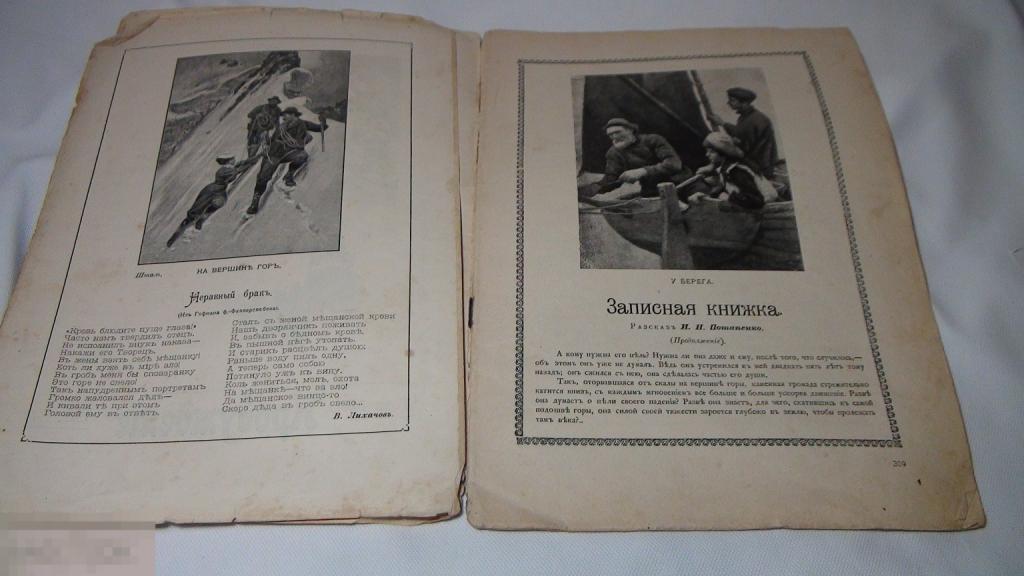 Штам.
НА ВЕРШИНѢ ГОРЪ.
Неравный бракъ.
(Изъ Гофмана ф.-Фаллерслебена).
«Кровь блюдите пуще глаза!»
Часто намъ твердилъ отецъ.
Не исполнилъ внукъ наказа—
Накажи его Творецъ.
Въ жены взять себѣ мѣщанку!
Есть ли хуже въ мірѣ зло!
Въ гробъ меня бы спозаранку
Это горе не свело!
Такъ напудреннымъ портретамъ
Громко жаловался дѣдъ—
И кивали тѣ при этомъ
Головой ему въ отвѣтъ.
Сталъ съ женой мѣщанской крови
Нашъ дворянчикъ поживать
И, забывъ о бѣдномъ кровѣ,
Въ пышной нѣгѣ утопать.
И старикъ расцвѣлъ душою:
Раньше воду пилъ одну,
А теперь само собою
Потянуло ужъ къ вину.
Коль жениться, молъ, охота
На мѣщанкѣ—что за зло!
Да мѣщанское винцо-то
Скоро дѣда въ гробъ свело...
В. Лихачовъ.
У БЕРЕГА.
Записная книжка.
Разсказъ И. Н. Потапенко.
(Продолженіе).
А кому нужна его цѣль? Нужна ли она даже и ему, послѣ того, что случилось,—
объ этомъ онъ уже не думалъ. Вѣдь онъ устремился къ ней двадцать пять лѣтъ тому
назадъ; онъ сжился съ нею, она сдѣлалась частью его души.
Такъ, оторвавшаяся отъ скалы на вершинѣ горы, каменная громада стремительно
катится внизъ, съ каждымъ мгновеніемъ все больше и больше ускоряя движеніе. Развѣ
она думаетъ о цѣли своего паденія? Развѣ она знаетъ, для чего, скатившись къ самой
подошвѣ горы, она силой своей тяжести зароется глубоко въ землю, чтобы пролежать
тамъ вѣка?..
309